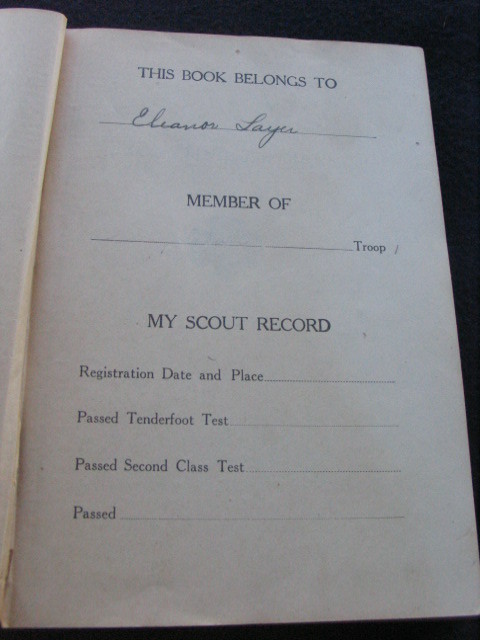 THIS BOOK BELONGS TO
Eleanor Sayer
MEMBER OF
Troop 1
MY SCOUT RECORD
Registration Date and Place
Passed Tenderfoot Test
Passed Second Class Test
Passed